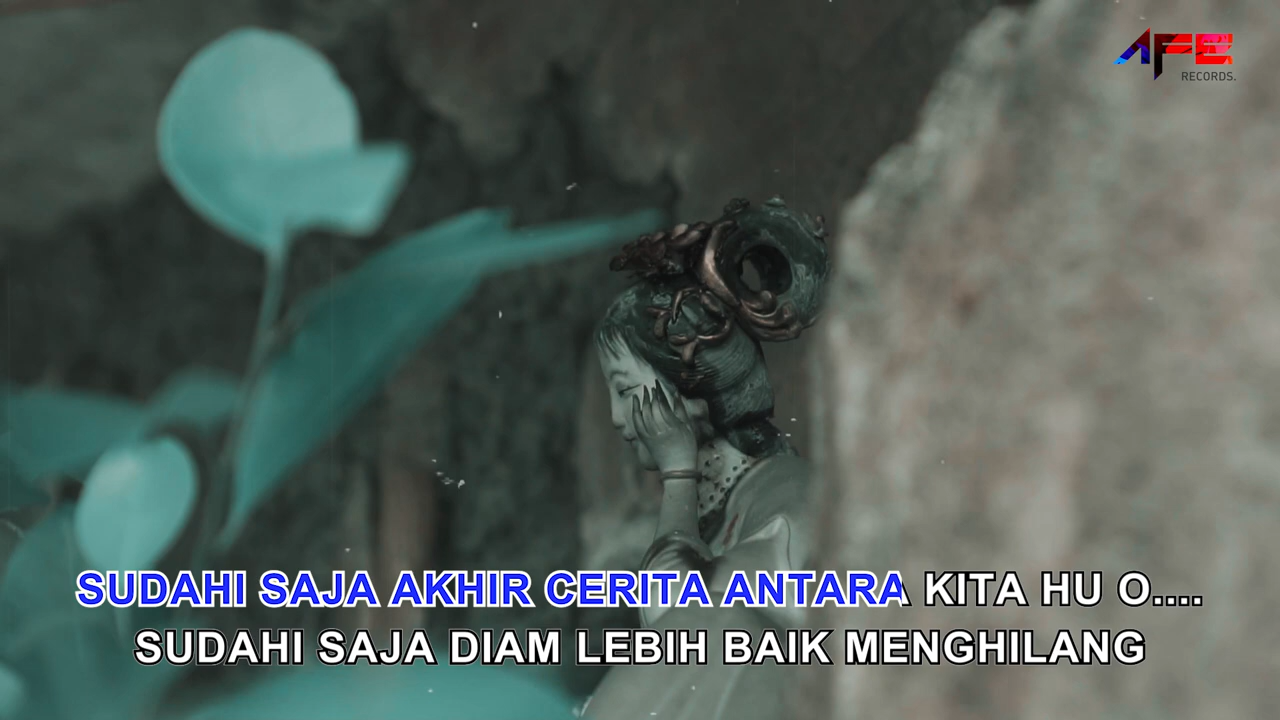 AFE
RECORDS.
SUDAHI SAJA AKHIR CERITA ANTARA KITA HU O....
SUDAHI SAJA DIAM LEBIH BAIK MENGHILANG